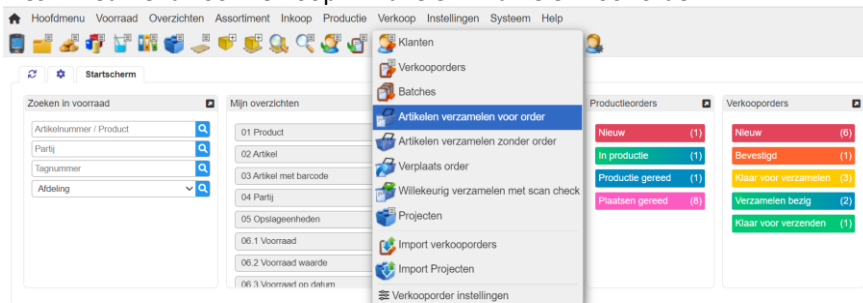 Hoofdmenu Voorraad Overzichten Assortiment Inkoop Productie Verkoop Instellingen Systeem Help
Startscherm
Klanten
Verkooporders
Batches
Artikelen verzamelen voor order
Artikelen verzamelen zonder order
Verplaats order
Willekeurig verzamelen met scan check
Projecten
Import verkooporders
Import Projecten
Verkooporder instellingen
Zoeken in voorraad
Artikelnummer / Product
Partij
Tagnummer
Afdeling
Mijn overzichten
01 Product
02 Artikel
03 Artikel met barcode
04 Partij
05 Opslageenheden
06.1 Voorraad
06.2 Voorraad waarde
06.3 Voorraad op datum
Productieorders
Nieuw (1)
In productie (1)
Productie gereed (1)
Plaatsen gereed (8)
Verkooporders
Nieuw (6)
Bevestigd (1)
Klaar voor verzamelen (3)
Verzamelen bezig (2)
Klaar voor verzenden (1)